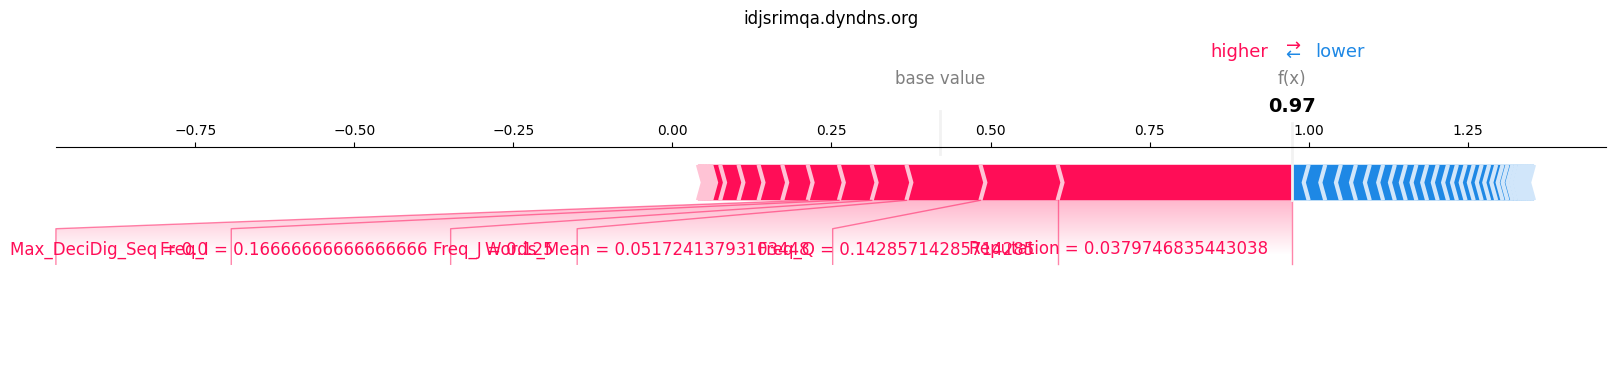 idjsrimqa.dyndns.org
higher → ← lower
base value f(x)
0.97
−0.75 −0.50 −0.25 0.00 0.25 0.50 0.75 1.00 1.25
Max_DeciDig_Seq = 0.0 Freq_I = 0.16666666666666666 Freq_J = 0.125 Words_Mean = 0.05172413793103448 Freq_Q = 0.14285714285714285 Reputation = 0.0379746835443038